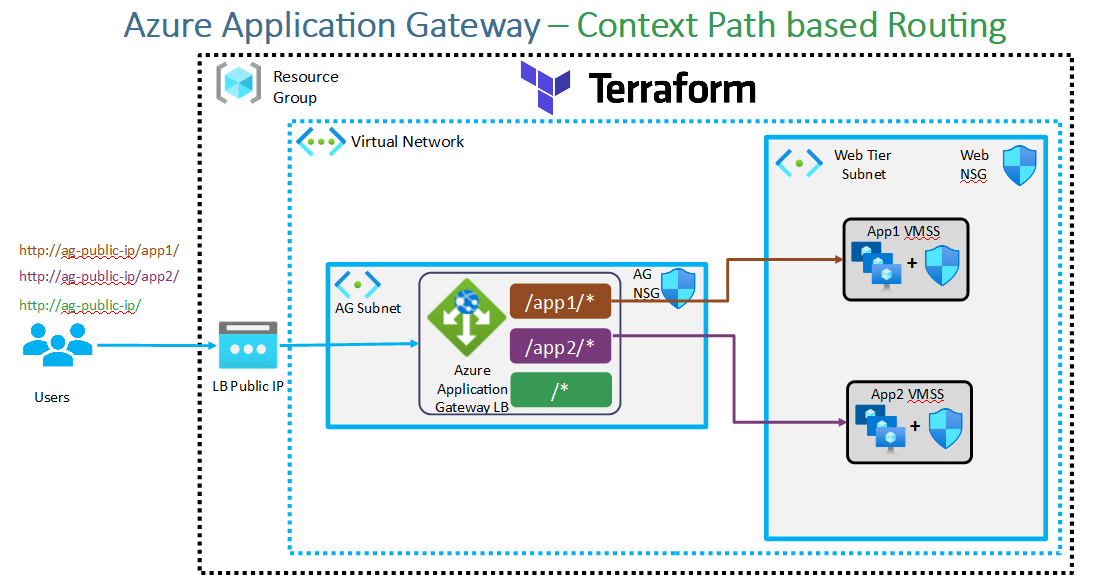 Azure Application Gateway – Context Path based Routing
Resource
Group
Terraform
Virtual Network
Web Tier
Subnet
Web
NSG
http://ag-public-ip/app1/
http://ag-public-ip/app2/
http://ag-public-ip/
Users
LB Public IP
AG Subnet
AG
NSG
Azure
Application
Gateway LB
/app1/*
/app2/*
/*
App1 VMSS
+
App2 VMSS
+